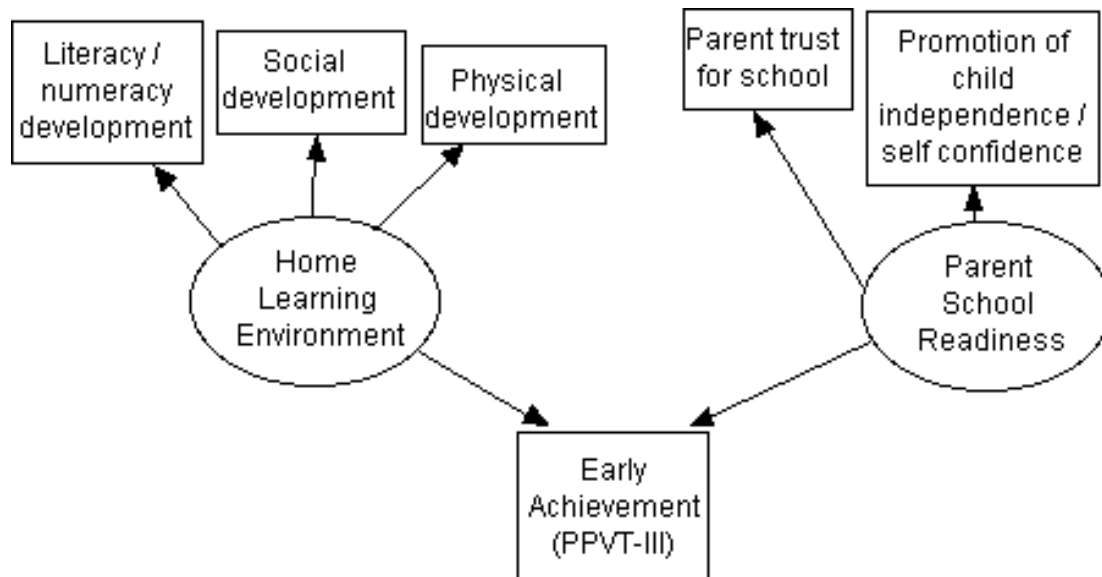 Literacy /
numeracy
development
Social
development
Physical
development
Parent trust
for school
Promotion of
child
independence /
self confidence
Home
Learning
Environment
Parent
School
Readiness
Early
Achievement
(PPVT-III)